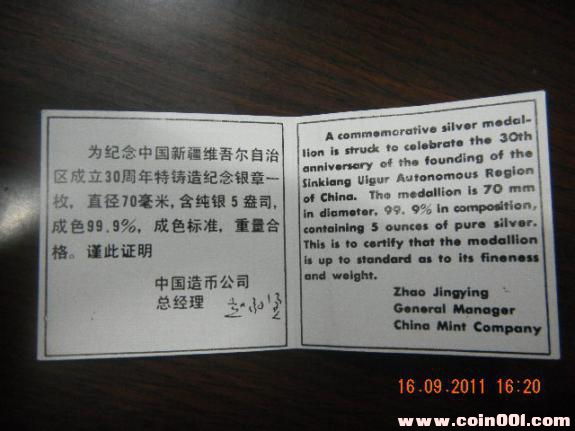 为纪念中国新疆维吾尔自治
区成立30周年特铸造纪念银章一
枚，直径70毫米,含纯银5盎司,
成色99.9%，成色标准，重量合
格。谨此证明
中国造币公司
总经理
A commemorative silver medal-
lion is struck to celebrate the 30th
anniversary of the founding of the
Sinkiang Uigur Autonomous Region
of China. The medallion is 70 mm
in diameter, 99. 9% in composition,
containing 5 ounces of pure silver.
This is to certify that the medallion
is up to standard as to its fineness
and weight.
Zhao Jingying
General Manager
China Mint Company
16.09.2011 16:20
www.coin001.com